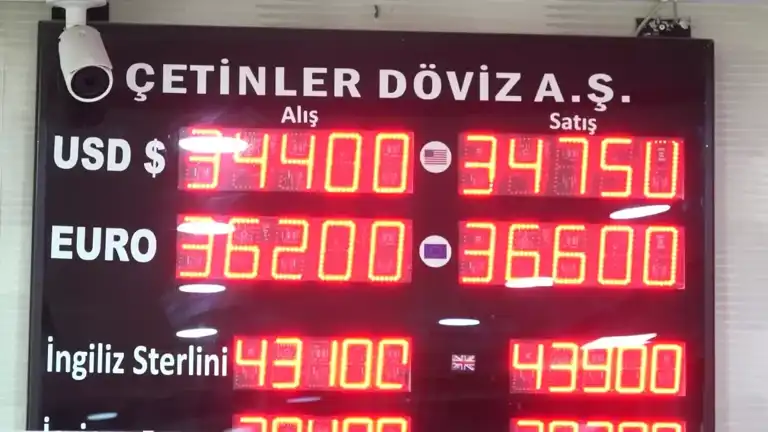 ÇETİNLER DÖVİZ A.Ş.
Alış Satış
USD $ 34400 34750
EURO 36200 36600
İngiliz Sterlini 43100 43900